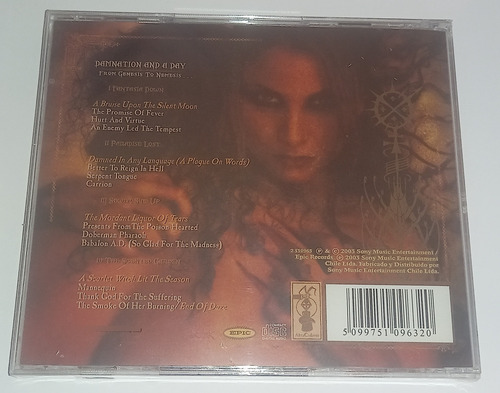 DAMNATION AND A DAY
FROM GENESIS TO NEMESIS...
I FANTASIA DOWN
A Bruise Upon The Silent Moon
The Promise Of Fever
Hurt And Virtue
An Enemy Led The Tempest
II PARADISE LOST
Damned In Any Language (A Plague On Words)
Better To Reign In Hell
Serpent Tongue
Carrion
The Mordant Liquor Of Tears
Presents From The Poison Hearted
Doberman Pharaoh
Babalon A.D. (So Glad For The Madness)
A Scarlet Witch Lit The Season
Mannequin
Thank God For The Suffering
The Smoke Of Her Burning/End Of Daze
℗ & © 2003 Sony Music Entertainment /
Epic Records © 2003 Sony Music Entertainment
Chile Ltda. Fabricado y Distribuido por
Sony Music Entertainment Chile Ltda.
EPIC
5 099751 096320